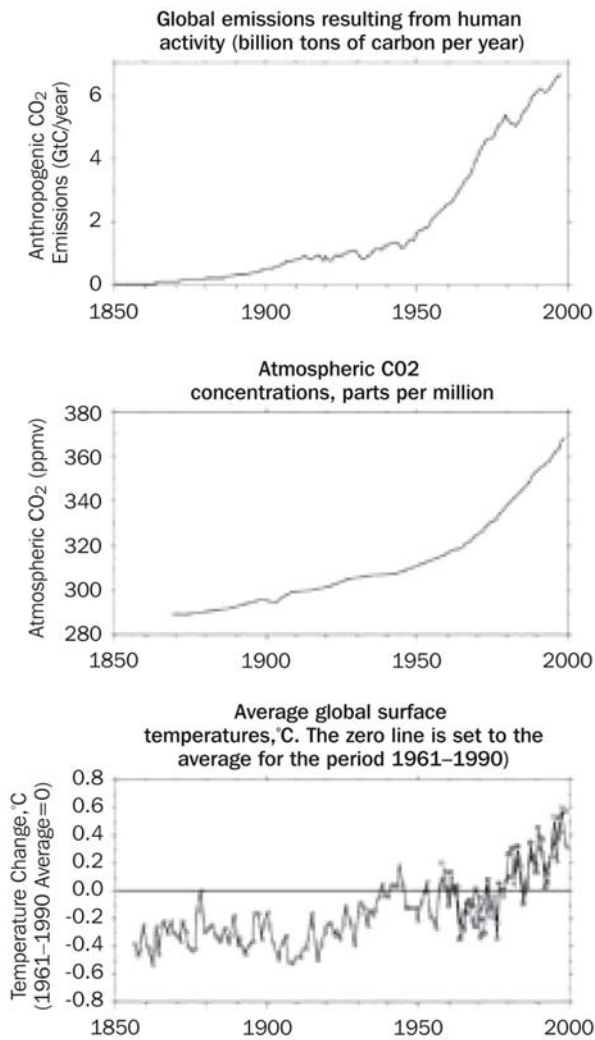 Global emissions resulting from human
activity (billion tons of carbon per year)
Anthropogenic CO₂
Emissions (GtC/year)
6
4
2
0
1850
1900
1950
2000
Atmospheric CO2
concentrations, parts per million
Atmospheric CO₂ (ppmv)
380
360
340
320
300
280
1850
1900
1950
2000
Average global surface
temperatures,°C. The zero line is set to the
average for the period 1961–1990)
Temperature Change,°C
(1961–1990 Average=0)
0.8
0.6
0.4
0.2
0.0
-0.2
-0.4
-0.6
-0.8
1850
1900
1950
2000